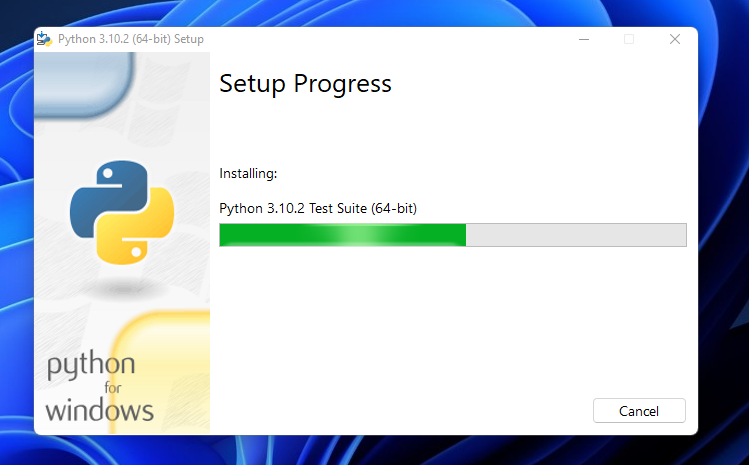 Python 3.10.2 (64-bit) Setup
Setup Progress
Installing:
Python 3.10.2 Test Suite (64-bit)
python
for
windows
Cancel